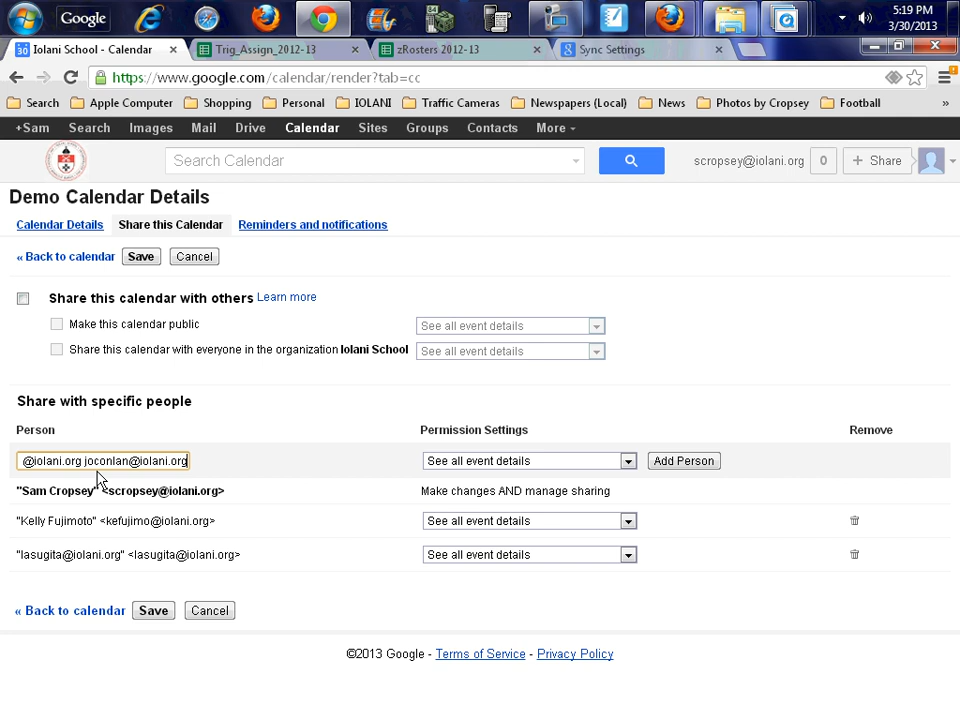 Google
5:19 PM
3/30/2013
30 Iolani School - Calendar
Trig_Assign_2012-13
zRosters 2012-13
Sync Settings
https://www.google.com/calendar/render?tab=cc
Search Apple Computer Shopping Personal IOLANI Traffic Cameras Newspapers (Local) News Photos by Cropsey Football »
+Sam Search Images Mail Drive Calendar Sites Groups Contacts More
Search Calendar scropsey@iolani.org 0 + Share
Demo Calendar Details
Calendar Details Share this Calendar Reminders and notifications
« Back to calendar Save Cancel
Share this calendar with others Learn more
Make this calendar public See all event details
Share this calendar with everyone in the organization Iolani School See all event details
Share with specific people
Person Permission Settings Remove
@iolani.org joconlan@iolani.org See all event details Add Person
"Sam Cropsey" <scropsey@iolani.org> Make changes AND manage sharing
"Kelly Fujimoto" <kefujimo@iolani.org> See all event details
"lasugita@iolani.org" <lasugita@iolani.org> See all event details
« Back to calendar Save Cancel
©2013 Google - Terms of Service - Privacy Policy